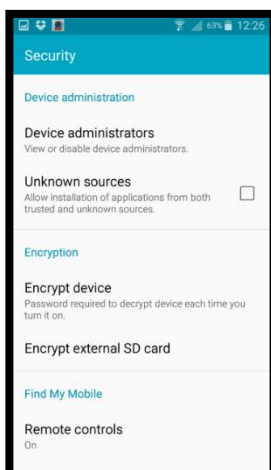 63% 12:26
Security
Device administration
Device administrators
View or disable device administrators.
Unknown sources
Allow installation of applications from both
trusted and unknown sources.
Encryption
Encrypt device
Password required to decrypt device each time you
turn it on.
Encrypt external SD card
Find My Mobile
Remote controls
On